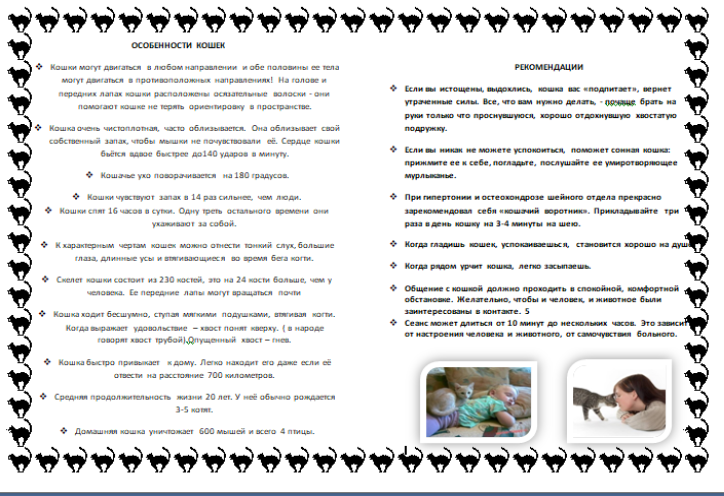 ОСОБЕННОСТИ КОШЕК
Кошки могут двигаться в любом направлении и обе половины ее тела
могут двигаться в противоположных направлениях! На голове и
передних лапах кошки расположены осязательные волоски - они
помогают кошке не терять ориентировку в пространстве.
Кошка очень чистоплотная, часто облизывается. Она облизывает свой
собственный запах, чтобы мышки не почувствовали её. Сердце кошки
бьётся вдвое быстрее до140 ударов в минуту.
Кошачье ухо поворачивается на 180 градусов.
Кошки чувствуют запах в 14 раз сильнее, чем люди.
Кошки спят 16 часов в сутки. Одну треть остального времени они
ухаживают за собой.
К характерным чертам кошек можно отнести тонкий слух, большие
глаза, длинные усы и втягивающиеся во время бега когти.
Скелет кошки состоит из 230 костей, это на 24 кости больше, чем у
человека. Ее передние лапы могут вращаться почти
Кошка ходит бесшумно, ступая мягкими подушками, втягивая когти.
Когда выражает удовольствие – хвост понят кверху. ( в народе
говорят хвост трубой).Опущенный хвост – гнев.
Кошка быстро привыкает к дому. Легко находит его даже если её
отвести на расстояние 700 километров.
Средняя продолжительность жизни 20 лет. У неё обычно рождается
3-5 котят.
Домашняя кошка уничтожает 600 мышей и всего 4 птицы.
РЕКОМЕНДАЦИИ
Если вы истощены, выдохлись, кошка вас «подпитает», вернет
утраченные силы. Все, что вам нужно делать, - почаще брать на
руки только что проснувшуюся, хорошо отдохнувшую хвостатую
подружку.
Если вы никак не можете успокоиться, поможет сонная кошка:
прижмите ее к себе, погладьте, послушайте ее умиротворяющее
мурлыканье.
При гипертонии и остеохондрозе шейного отдела прекрасно
зарекомендовал себя «кошачий воротник». Прикладывайте три
раза в день кошку на 3-4 минуты на шею.
Когда гладишь кошек, успокаиваешься, становится хорошо на душе
Когда рядом урчит кошка, легко засыпаешь.
Общение с кошкой должно проходить в спокойной, комфортной
обстановке. Желательно, чтобы и человек, и животное были
заинтересованы в контакте. 5
Сеанс может длиться от 10 минут до нескольких часов. Это зависит
от настроения человека и животного, от самочувствия больного.